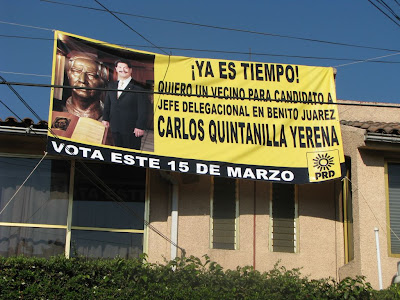 ¡YA ES TIEMPO!
QUIERO UN VECINO PARA CANDIDATO A
JEFE DELEGACIONAL EN BENITO JUAREZ
CARLOS QUINTANILLA YERENA
VOTA ESTE 15 DE MARZO.
PRD